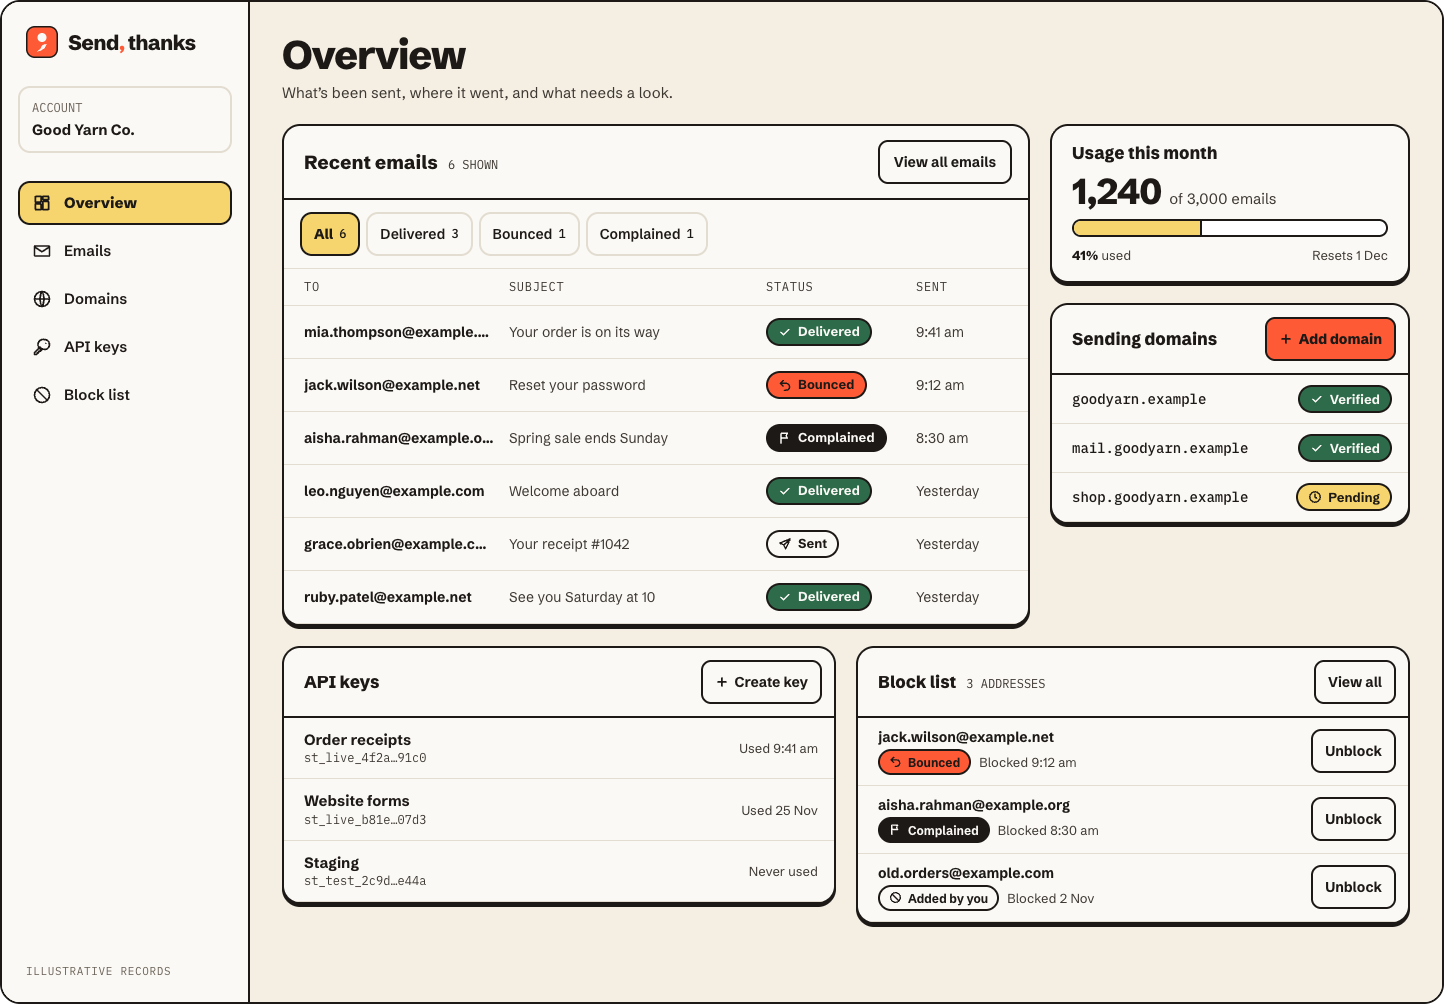 Send, thanks
ACCOUNT
Good Yarn Co.
Overview
Emails
Domains
API keys
Block list
ILLUSTRATIVE RECORDS
Overview
What's been sent, where it went, and what needs a look.
Recent emails 6 SHOWN
View all emails
All 6 Delivered 3 Bounced 1 Complained 1
TO SUBJECT STATUS SENT
mia.thompson@example.... Your order is on its way Delivered 9:41 am
jack.wilson@example.net Reset your password Bounced 9:12 am
aisha.rahman@example.o... Spring sale ends Sunday Complained 8:30 am
leo.nguyen@example.com Welcome aboard Delivered Yesterday
grace.obrien@example.c... Your receipt #1042 Sent Yesterday
ruby.patel@example.net See you Saturday at 10 Delivered Yesterday
Usage this month
1,240 of 3,000 emails
41% used Resets 1 Dec
Sending domains + Add domain
goodyarn.example Verified
mail.goodyarn.example Verified
shop.goodyarn.example Pending
API keys + Create key
Order receipts
st_live_4f2a…91c0
Used 9:41 am
Website forms
st_live_b81e…07d3
Used 25 Nov
Staging
st_test_2c9d…e44a
Never used
Block list 3 ADDRESSES View all
jack.wilson@example.net
Bounced Blocked 9:12 am
Unblock
aisha.rahman@example.org
Complained Blocked 8:30 am
Unblock
old.orders@example.com
Added by you Blocked 2 Nov
Unblock